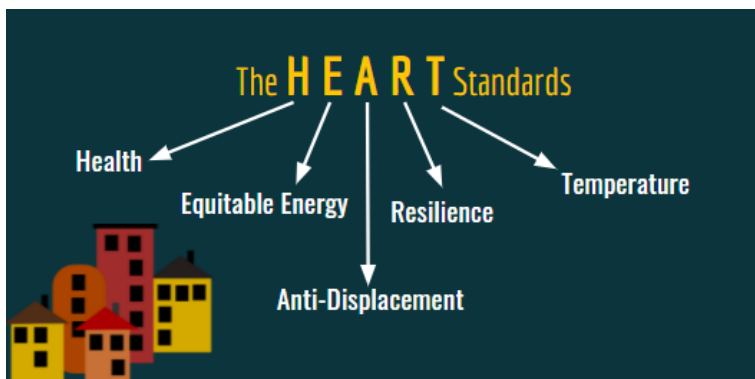 The HEART Standards
Health
Equitable Energy
Anti-Displacement
Resilience
Temperature